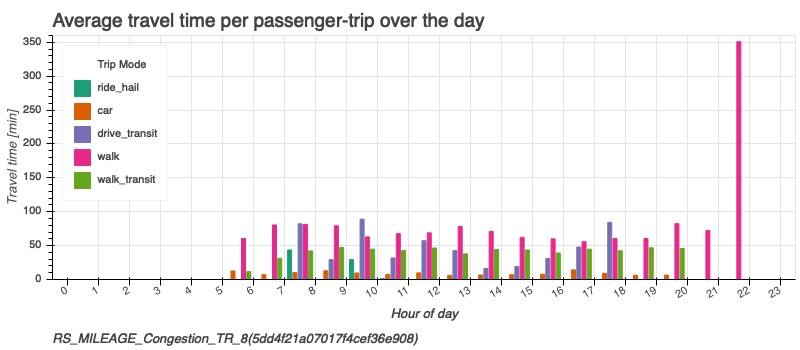 Average travel time per passenger-trip over the day
Travel time [min]
350
300
250
200
150
100
50
0
Trip Mode
ride_hail
car
drive_transit
walk
walk_transit
0 1 2 3 4 5 6 7 8 9 10 11 12 13 14 15 16 17 18 19 20 21 22 23
Hour of day
RS_MILEAGE_Congestion_TR_8(5dd4f21a07017f4cef36e908)